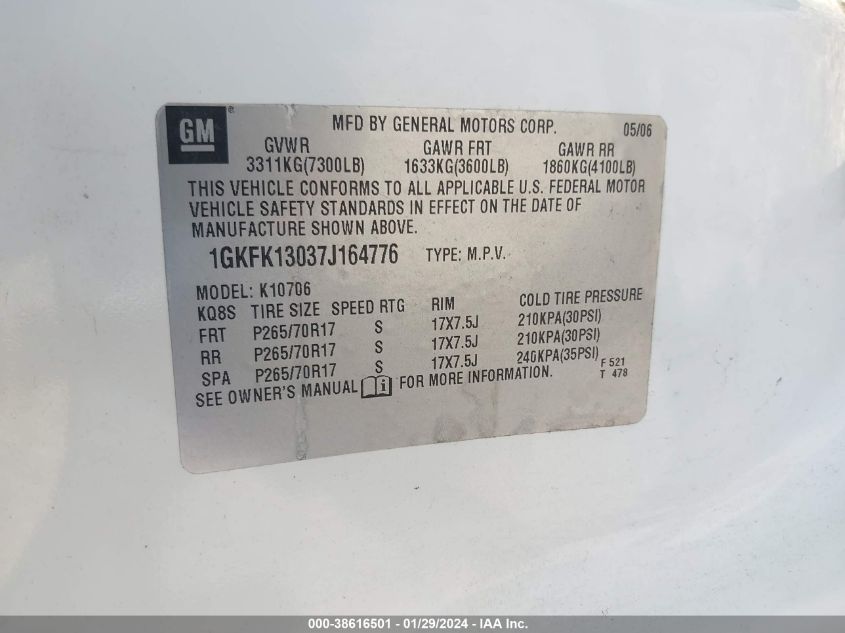 GM ®
MFD BY GENERAL MOTORS CORP. 05/06
GVWR GAWR FRT GAWR RR
3311KG(7300LB) 1633KG(3600LB) 1860KG(4100LB)
THIS VEHICLE CONFORMS TO ALL APPLICABLE U.S. FEDERAL MOTOR
VEHICLE SAFETY STANDARDS IN EFFECT ON THE DATE OF
MANUFACTURE SHOWN ABOVE.
1GKFK13037J164776 TYPE: M.P.V.
MODEL: K10706
KQ8S TIRE SIZE SPEED RTG RIM COLD TIRE PRESSURE
FRT P265/70R17 S 17X7.5J 210KPA(30PSI)
RR P265/70R17 S 17X7.5J 210KPA(30PSI)
SPA P265/70R17 S 17X7.5J 240KPA(35PSI)
F 521
SEE OWNER'S MANUAL i FOR MORE INFORMATION. T 478
000-38616501 - 01/29/2024 - IAA Inc.